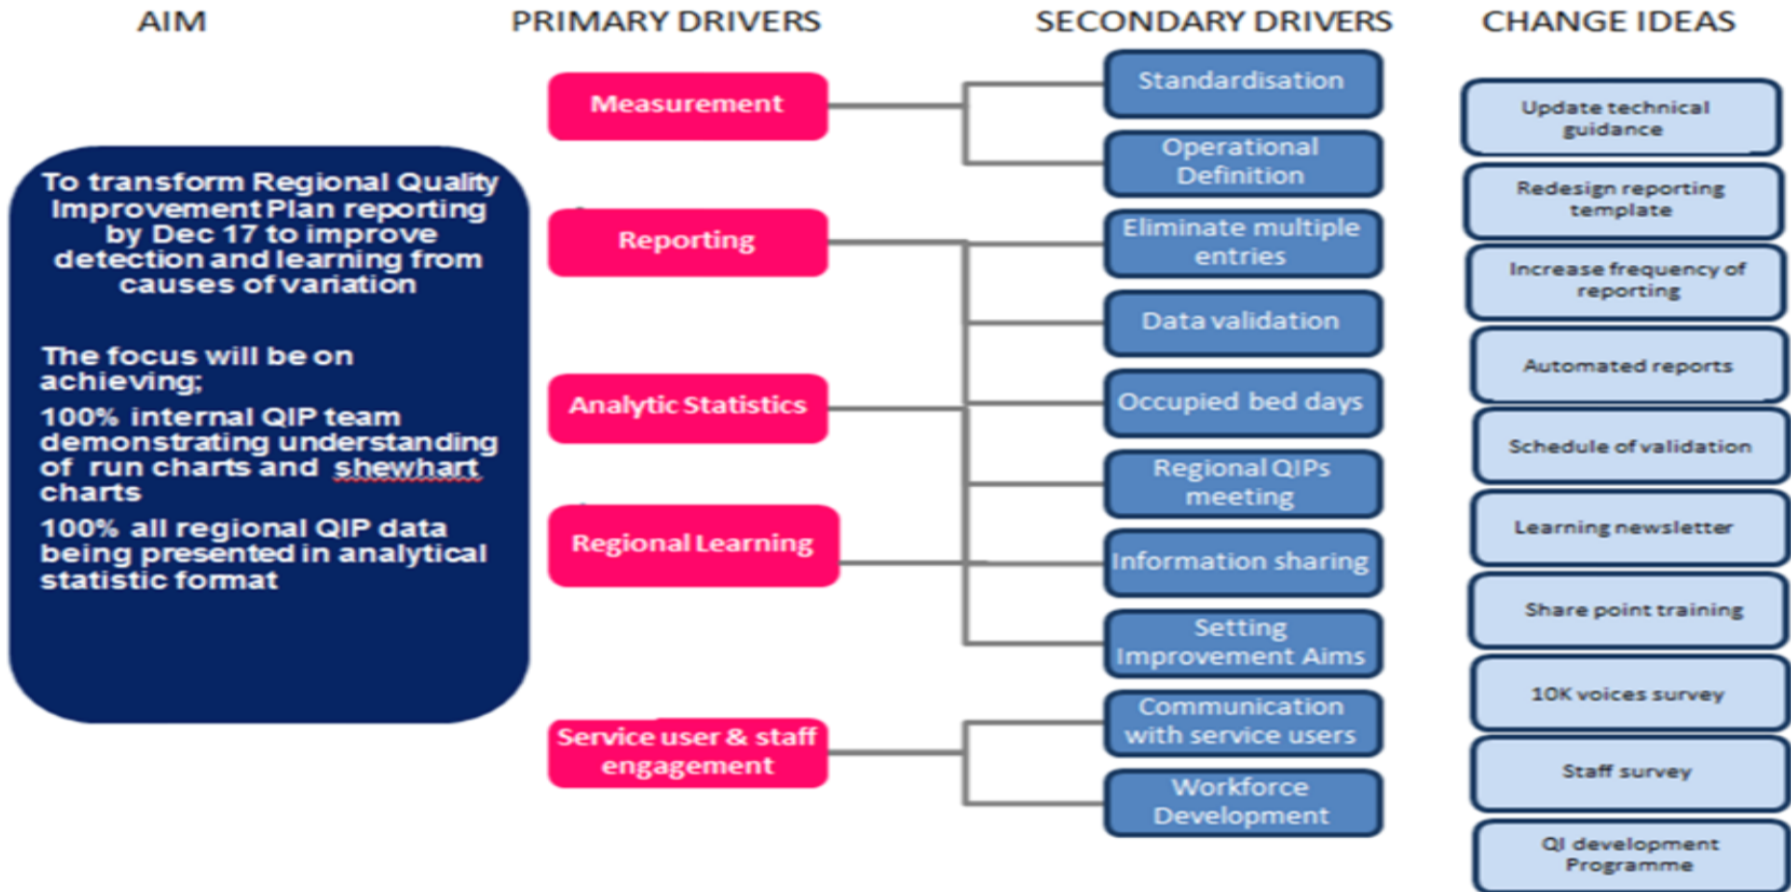 AIM
PRIMARY DRIVERS
SECONDARY DRIVERS
CHANGE IDEAS
To transform Regional Quality
Improvement Plan reporting
by Dec 17 to improve
detection and learning from
causes of variation
The focus will be on
achieving;
100% internal QIP team
demonstrating understanding
of run charts and shewhart
charts
100% all regional QIP data
being presented in analytical
statistic format
Measurement
Reporting
Analytic Statistics
Regional Learning
Service user & staff
engagement
Standardisation
Operational
Definition
Eliminate multiple
entries
Data validation
Occupied bed days
Regional QIPs
meeting
Information sharing
Setting
Improvement Aims
Communication
with service users
Workforce
Development
Update technical
guidance
Redesign reporting
template
Increase frequency of
reporting
Automated reports
Schedule of validation
Learning newsletter
Share point training
10K voices survey
Staff survey
QI development
Programme